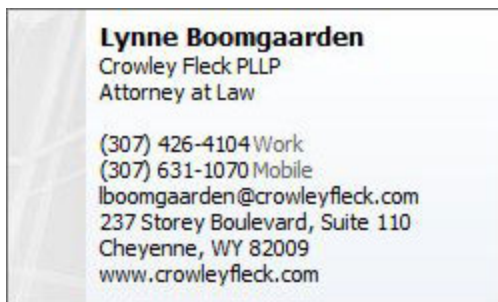 Lynne Boomgaarden
Crowley Fleck PLLP
Attorney at Law
(307) 426-4104 Work
(307) 631-1070 Mobile
lboomgaarden@crowleyfleck.com
237 Storey Boulevard, Suite 110
Cheyenne, WY 82009
www.crowleyfleck.com